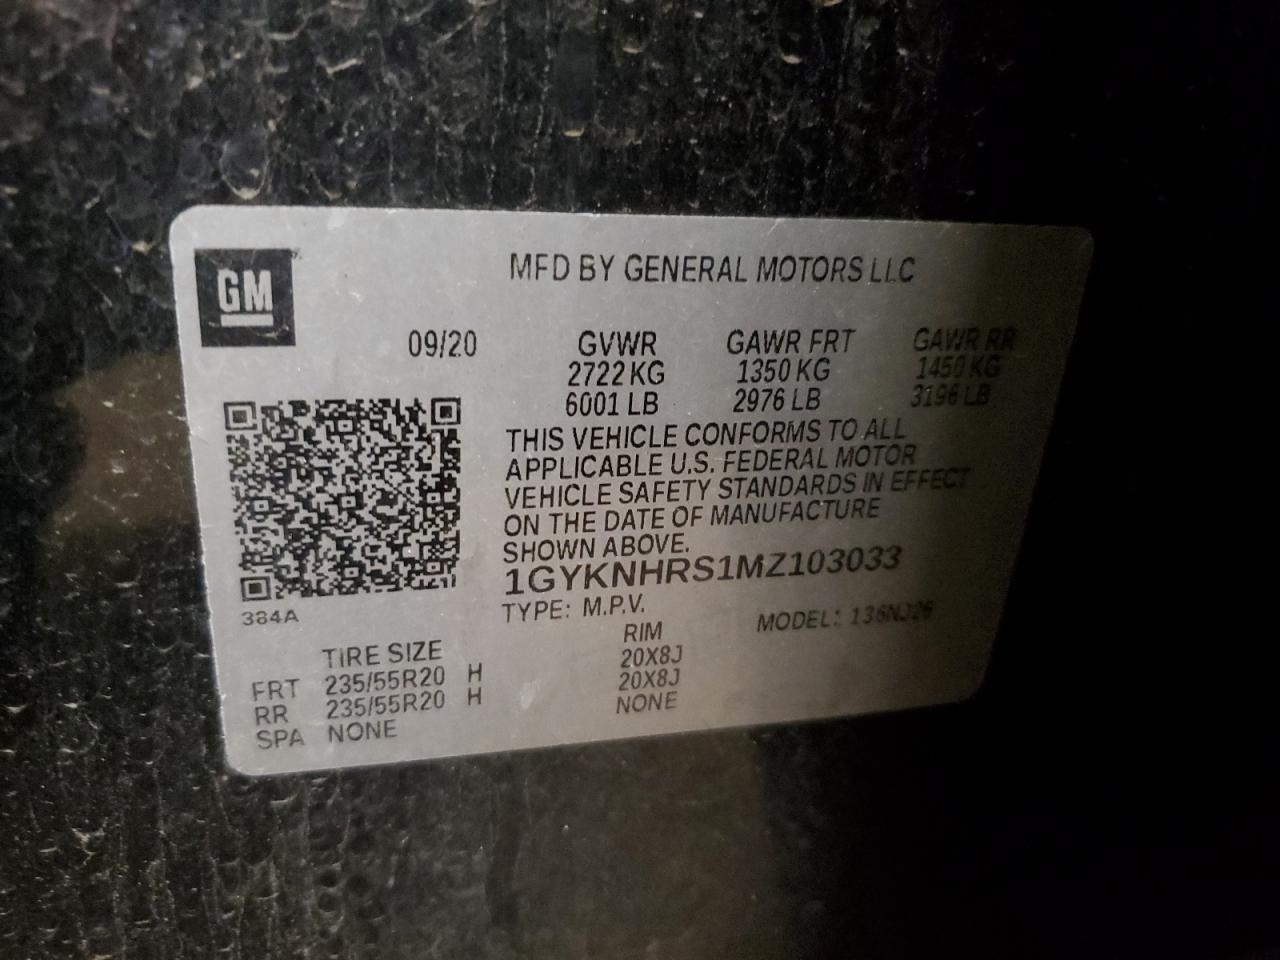 GM
MFD BY GENERAL MOTORS LLC
09/20 GVWR GAWR FRT GAWR RR
2722 KG 1350 KG 1450 KG
6001 LB 2976 LB 3196 LB
THIS VEHICLE CONFORMS TO ALL
APPLICABLE U.S. FEDERAL MOTOR
VEHICLE SAFETY STANDARDS IN EFFECT
ON THE DATE OF MANUFACTURE
SHOWN ABOVE.
1GYKNHRS1MZ103033
384A
TYPE: M.P.V. MODEL: 136NJ26
TIRE SIZE RIM
FRT 235/55R20 H 20X8J
RR 235/55R20 H 20X8J
SPA NONE NONE